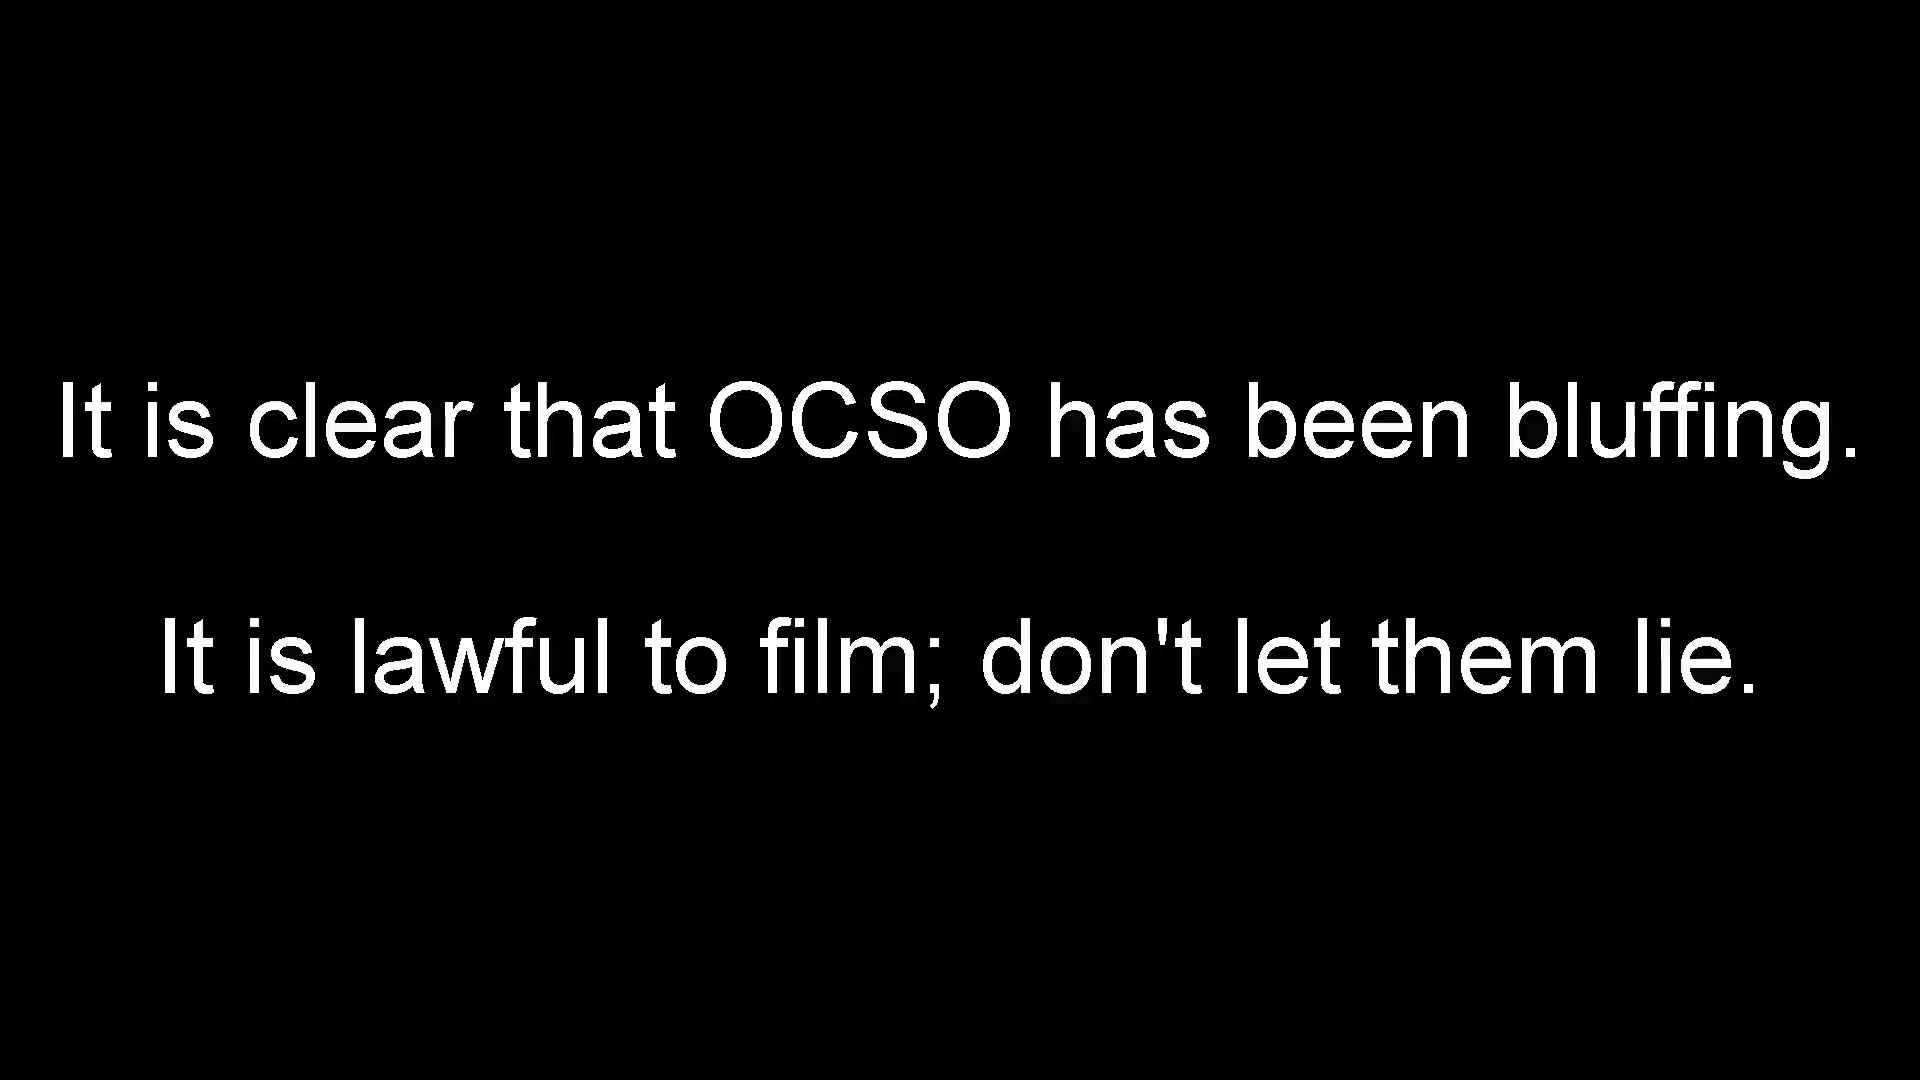 It is clear that OCSO has been bluffing.
It is lawful to film; don't let them lie.